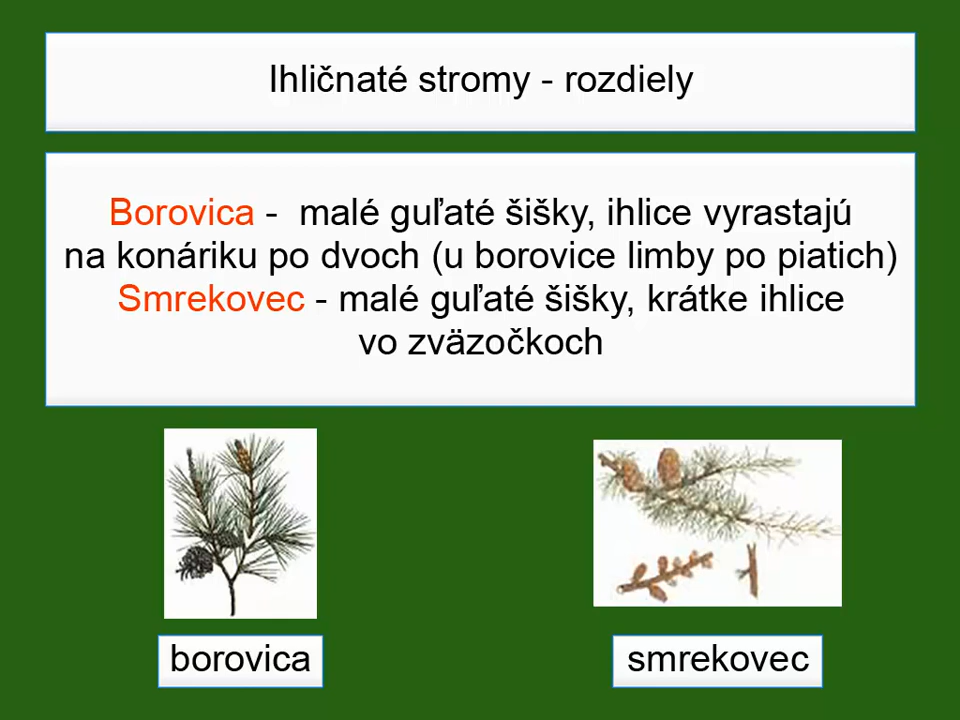 Ihličnaté stromy - rozdiely
Borovica - malé guľaté šišky, ihlice vyrastajú
na konáriku po dvoch (u borovice limby po piatich)
Smrekovec - malé guľaté šišky, krátke ihlice
vo zväzočkoch
borovica
smrekovec